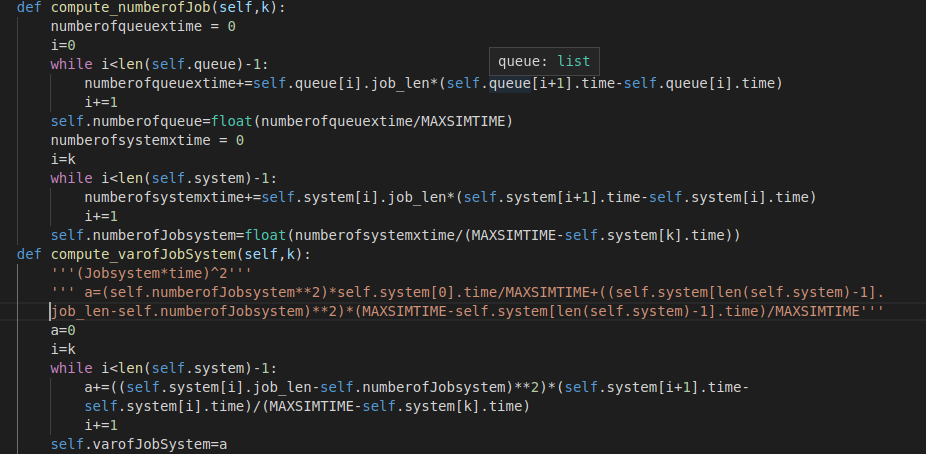 def compute_numberofJob(self,k):
    numberofqueuextime = 0
    i=0
    while i<len(self.queue)-1:
queue: list
        numberofqueuextime+=self.queue[i].job_len*(self.queue[i+1].time-self.queue[i].time)
        i+=1
    self.numberofqueue=float(numberofqueuextime/MAXSIMTIME)
    numberofsystemxtime = 0
    i=k
    while i<len(self.system)-1:
        numberofsystemxtime+=self.system[i].job_len*(self.system[i+1].time-self.system[i].time)
        i+=1
    self.numberofJobsystem=float(numberofsystemxtime/(MAXSIMTIME-self.system[k].time))
def compute_varofJobSystem(self,k):
    '''(Jobsystem*time)^2'''
    ''' a=(self.numberofJobsystem**2)*self.system[0].time/MAXSIMTIME+((self.system[len(self.system)-1].
    job_len-self.numberofJobsystem)**2)*(MAXSIMTIME-self.system[len(self.system)-1].time)/MAXSIMTIME'''
    a=0
    i=k
    while i<len(self.system)-1:
        a+=((self.system[i].job_len-self.numberofJobsystem)**2)*(self.system[i+1].time-
        self.system[i].time)/(MAXSIMTIME-self.system[k].time)
        i+=1
    self.varofJobSystem=a